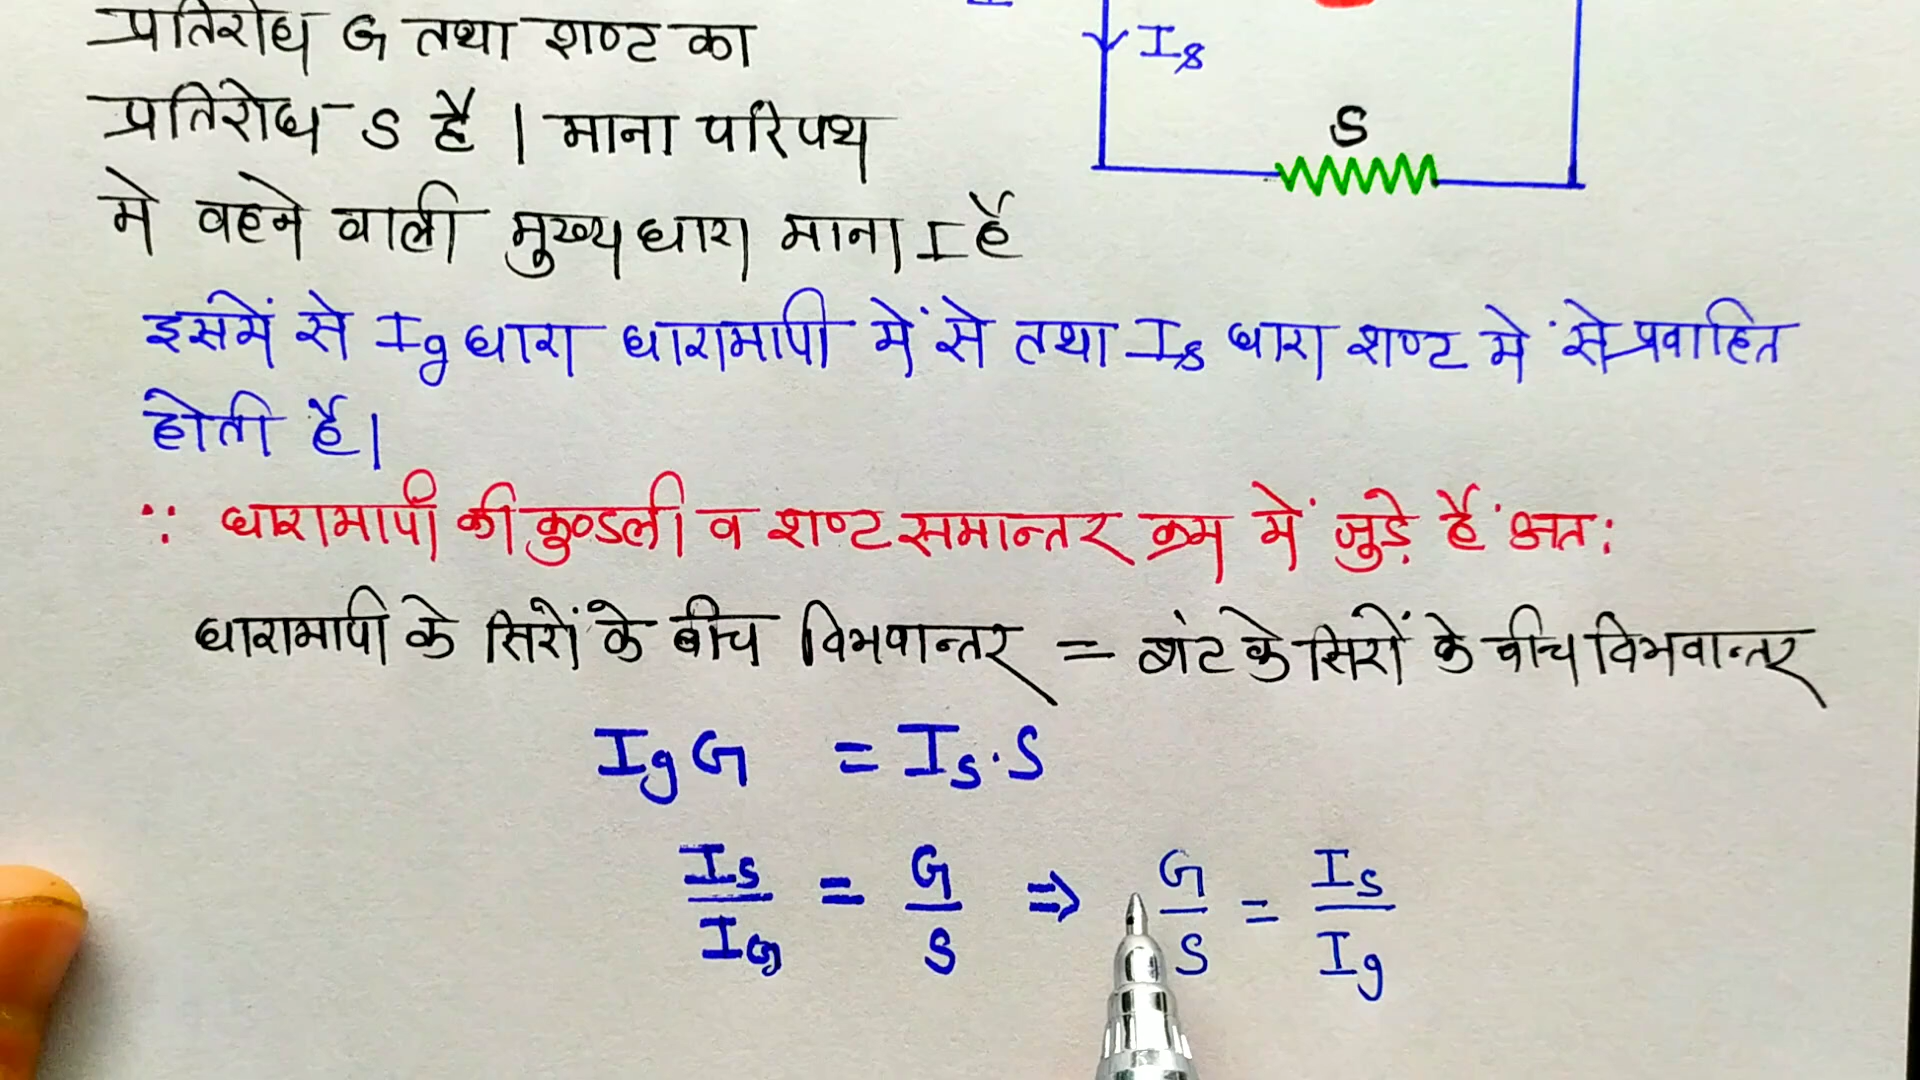 प्रतिरोध G तथा शण्ट का
प्रतिरोध S है। माना परिपथ
मे वहने वाली मुख्य धारा माना I है
Is
S
इसमें से Ig धारा धारामापी में से तथा Is धारा शण्ट मे से प्रवाहित
होती है।
∵ धारामापी की कुण्डली व शण्ट समान्तर क्रम में जुड़े हैं अतः
धारामापी के सिरों के बीच विभवान्तर = शंट के सिरों के बीच विभवान्तर
IgG = Is.S
Is/IG = G/S ⇒ G/S = Is/Ig